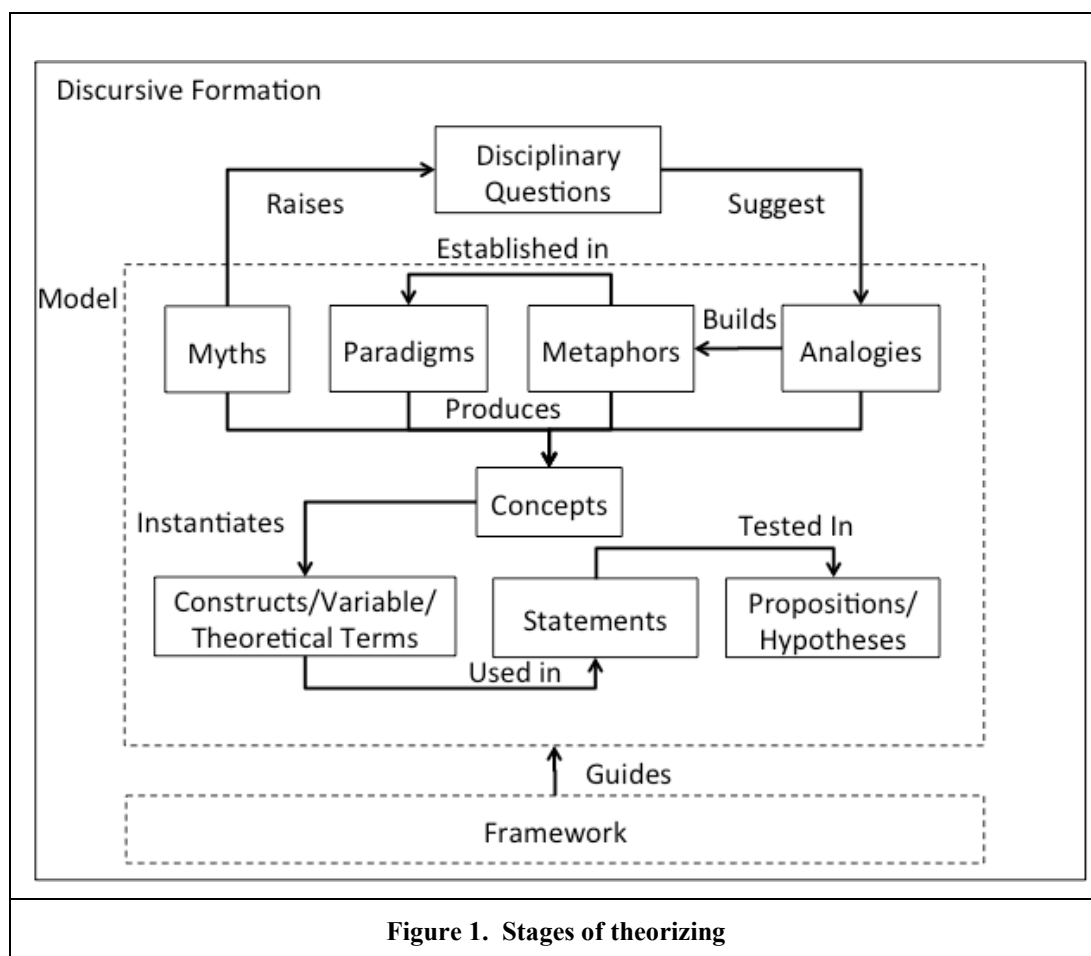 Discursive Formation
Disciplinary
Questions
Raises
Suggest
Established in
Model
Builds
Myths
Paradigms
Metaphors
Analogies
Produces
Concepts
Instantiates
Tested In
Constructs/Variable/
Theoretical Terms
Statements
Propositions/
Hypotheses
Used in
Guides
Framework
Figure 1. Stages of theorizing